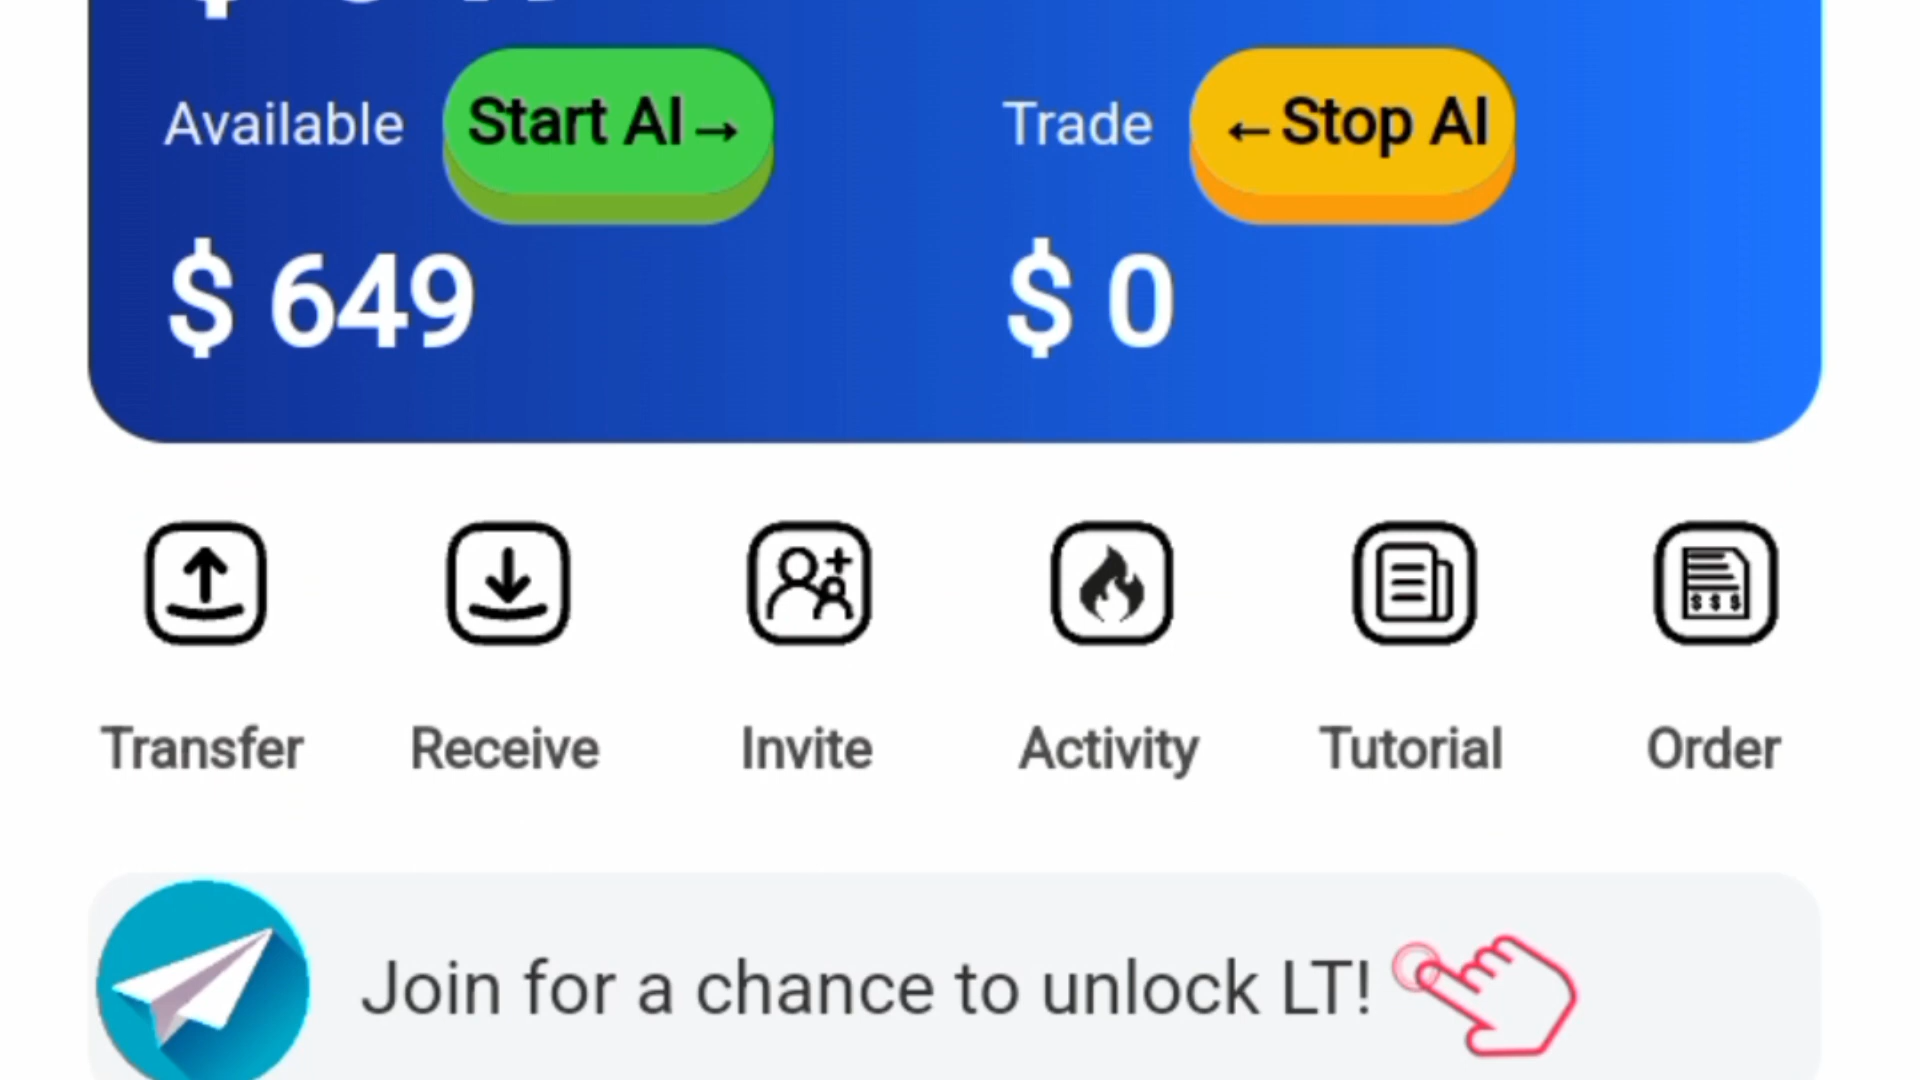 Available Start AI→ Trade ←Stop AI
$ 649 $ 0
Transfer Receive Invite Activity Tutorial Order
Join for a chance to unlock LT!